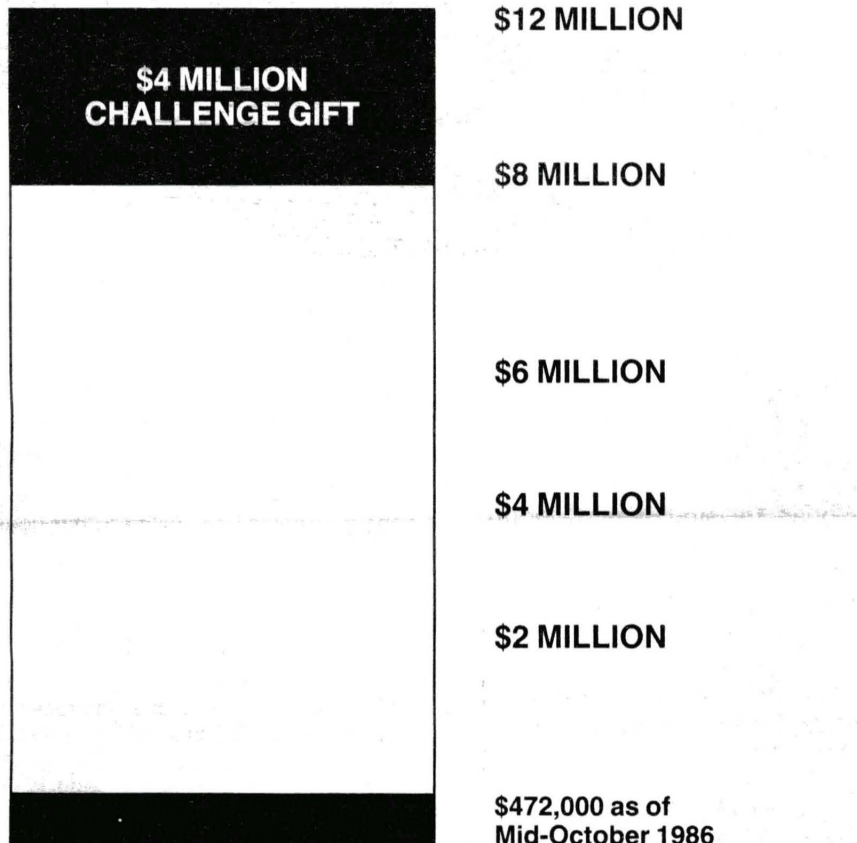 $4 MILLION
CHALLENGE GIFT
$12 MILLION
$8 MILLION
$6 MILLION
$4 MILLION
$2 MILLION
$472,000 as of
Mid-October 1986